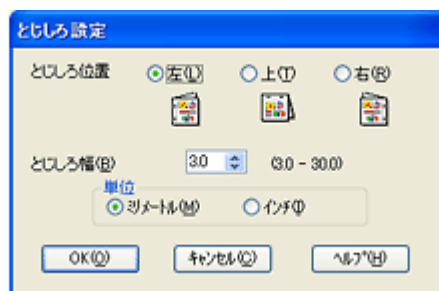 とじしろ設定
とじしろ位置 左(L) 上(T) 右(R)
とじしろ幅(B) 3.0 (3.0 - 30.0)
単位
ミリメートル(M) インチ(I)
OK(O) キャンセル(C) ヘルプ(H)